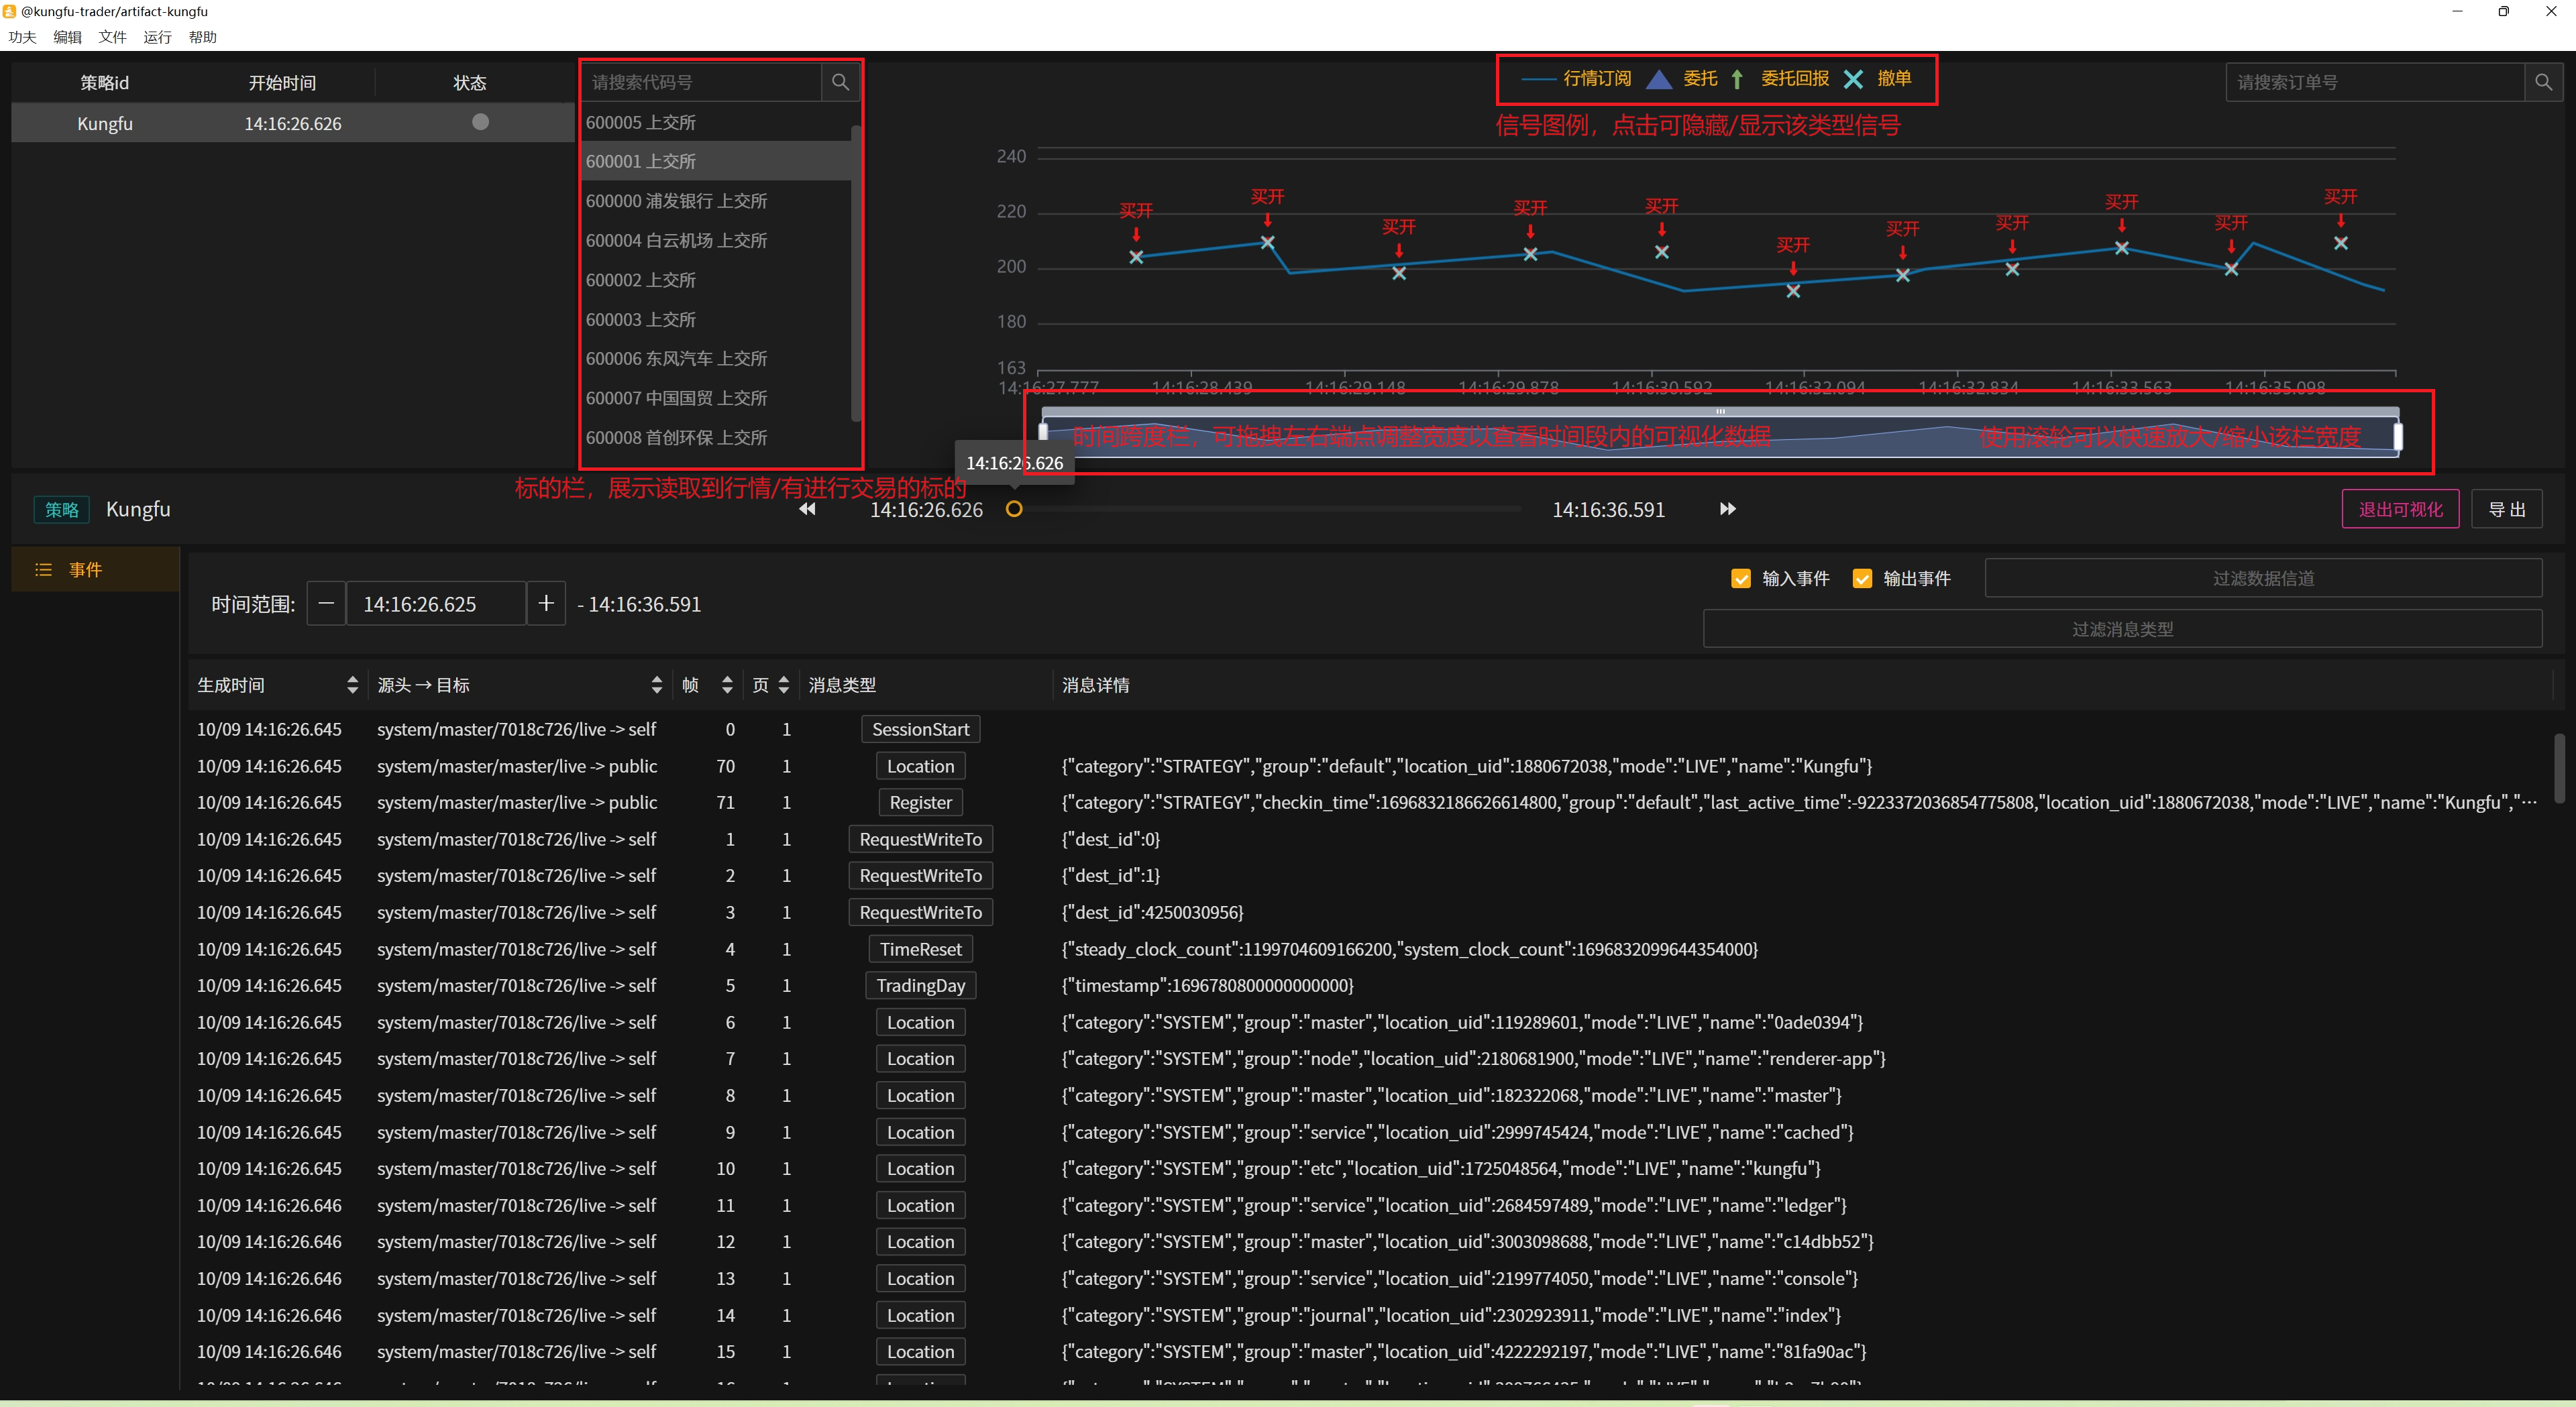 @kungfu-trader/artifact-kungfu
功夫 编辑 文件 运行 帮助
策略id 开始时间 状态
Kungfu 14:16:26.626
请搜索代码号
600005 上交所
600001 上交所
600000 浦发银行 上交所
600004 白云机场 上交所
600002 上交所
600003 上交所
600006 东风汽车 上交所
600007 中国国贸 上交所
600008 首创环保 上交所
标的栏，展示读取到行情/有进行交易的标的
行情订阅 委托 委托回报 撤单
信号图例，点击可隐藏/显示该类型信号
请搜索订单号
240
220
200
180
163
买开 买开 买开 买开 买开 买开 买开 买开 买开 买开 买开
14:16:27.777 14:16:28.439 14:16:29.148 14:16:29.878 14:16:30.592 14:16:32.094 14:16:32.834 14:16:33.563 14:16:35.098
时间跨度栏，可拖拽左右端点调整宽度以查看时间段内的可视化数据 使用滚轮可以快速放大/缩小该栏宽度
14:16:26.626
策略 Kungfu 14:16:26.626 14:16:36.591 退出可视化 导 出
事件
时间范围: 14:16:26.625 - 14:16:36.591
输入事件 输出事件 过滤数据信道
过滤消息类型
生成时间 源头 → 目标 帧 页 消息类型 消息详情
10/09 14:16:26.645 system/master/7018c726/live -> self 0 1 SessionStart
10/09 14:16:26.645 system/master/master/live -> public 70 1 Location {"category":"STRATEGY","group":"default","location_uid":1880672038,"mode":"LIVE","name":"Kungfu"}
10/09 14:16:26.645 system/master/master/live -> public 71 1 Register {"category":"STRATEGY","checkin_time":1696832186626614800,"group":"default","last_active_time":-9223372036854775808,"location_uid":1880672038,"mode":"LIVE","name":"Kungfu","···
10/09 14:16:26.645 system/master/7018c726/live -> self 1 1 RequestWriteTo {"dest_id":0}
10/09 14:16:26.645 system/master/7018c726/live -> self 2 1 RequestWriteTo {"dest_id":1}
10/09 14:16:26.645 system/master/7018c726/live -> self 3 1 RequestWriteTo {"dest_id":4250030956}
10/09 14:16:26.645 system/master/7018c726/live -> self 4 1 TimeReset {"steady_clock_count":1199704609166200,"system_clock_count":1696832099644354000}
10/09 14:16:26.645 system/master/7018c726/live -> self 5 1 TradingDay {"timestamp":1696780800000000000}
10/09 14:16:26.645 system/master/7018c726/live -> self 6 1 Location {"category":"SYSTEM","group":"master","location_uid":119289601,"mode":"LIVE","name":"0ade0394"}
10/09 14:16:26.645 system/master/7018c726/live -> self 7 1 Location {"category":"SYSTEM","group":"node","location_uid":2180681900,"mode":"LIVE","name":"renderer-app"}
10/09 14:16:26.645 system/master/7018c726/live -> self 8 1 Location {"category":"SYSTEM","group":"master","location_uid":182322068,"mode":"LIVE","name":"master"}
10/09 14:16:26.645 system/master/7018c726/live -> self 9 1 Location {"category":"SYSTEM","group":"service","location_uid":2999745424,"mode":"LIVE","name":"cached"}
10/09 14:16:26.645 system/master/7018c726/live -> self 10 1 Location {"category":"SYSTEM","group":"etc","location_uid":1725048564,"mode":"LIVE","name":"kungfu"}
10/09 14:16:26.646 system/master/7018c726/live -> self 11 1 Location {"category":"SYSTEM","group":"service","location_uid":2684597489,"mode":"LIVE","name":"ledger"}
10/09 14:16:26.646 system/master/7018c726/live -> self 12 1 Location {"category":"SYSTEM","group":"master","location_uid":3003098688,"mode":"LIVE","name":"c14dbb52"}
10/09 14:16:26.646 system/master/7018c726/live -> self 13 1 Location {"category":"SYSTEM","group":"service","location_uid":2199774050,"mode":"LIVE","name":"console"}
10/09 14:16:26.646 system/master/7018c726/live -> self 14 1 Location {"category":"SYSTEM","group":"journal","location_uid":2302923911,"mode":"LIVE","name":"index"}
10/09 14:16:26.646 system/master/7018c726/live -> self 15 1 Location {"category":"SYSTEM","group":"master","location_uid":4222292197,"mode":"LIVE","name":"81fa90ac"}